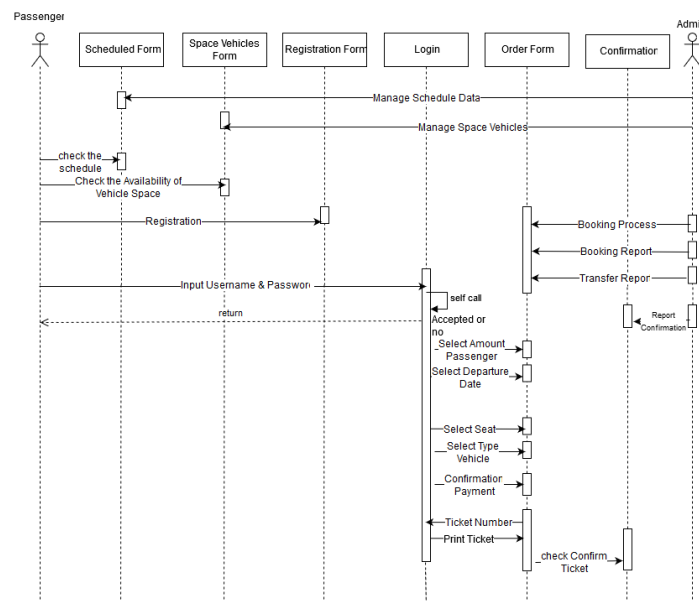 Passenger
Admi
Scheduled Form
Space Vehicles
Form
Registration Form
Login
Order Form
Confirmation
Manage Schedule Data
Manage Space Vehicles
check the
schedule
Check the Availability of
Vehicle Space
Registration
Booking Process
Booking Report
Transfer Report
Input Username & Password
self call
return
Accepted or
no
Report
Confirmation
Select Amount
Passenger
Select Departure
Date
Select Seat
Select Type
Vehicle
Confirmation
Payment
Ticket Number
Print Ticket
check Confirm
Ticket